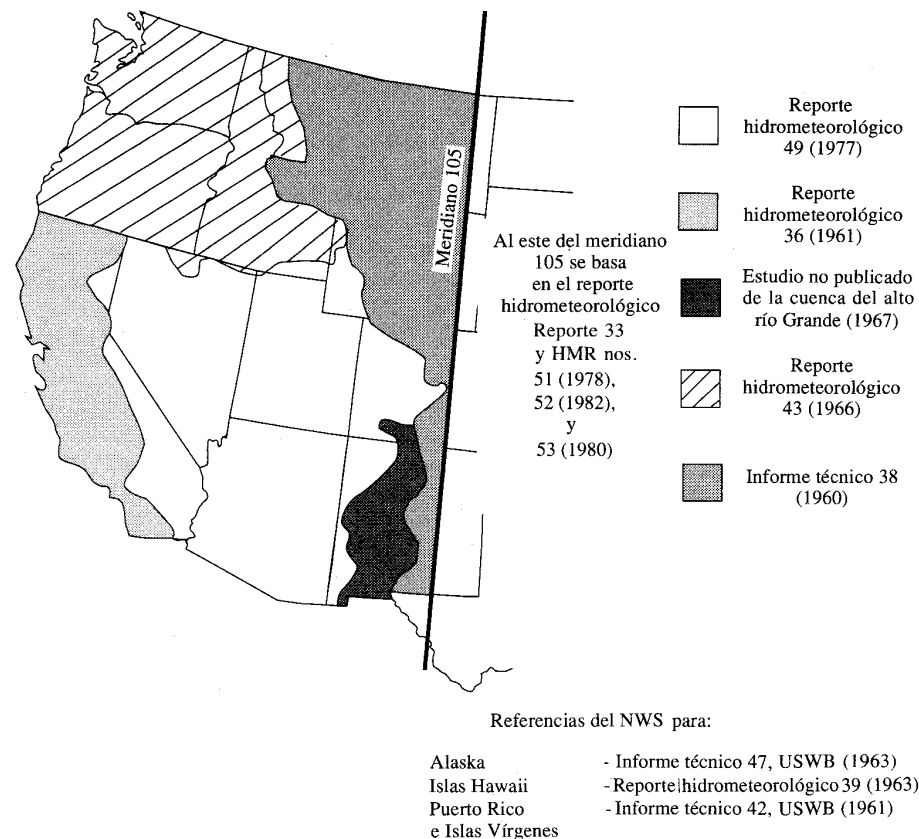 Meridiano 105
Al este del meridiano
105 se basa
en el reporte
hidrometeorológico
Reporte 33
y HMR nos.
51 (1978),
52 (1982),
y
53 (1980)
Reporte
hidrometeorológico
49 (1977)
Reporte
hidrometeorológico
36 (1961)
Estudio no publicado
de la cuenca del alto
río Grande (1967)
Reporte
hidrometeorológico
43 (1966)
Informe técnico 38
(1960)
Referencias del NWS para:
Alaska - Informe técnico 47, USWB (1963)
Islas Hawaii - Reporte hidrometeorológico 39 (1963)
Puerto Rico - Informe técnico 42, USWB (1961)
e Islas Vírgenes